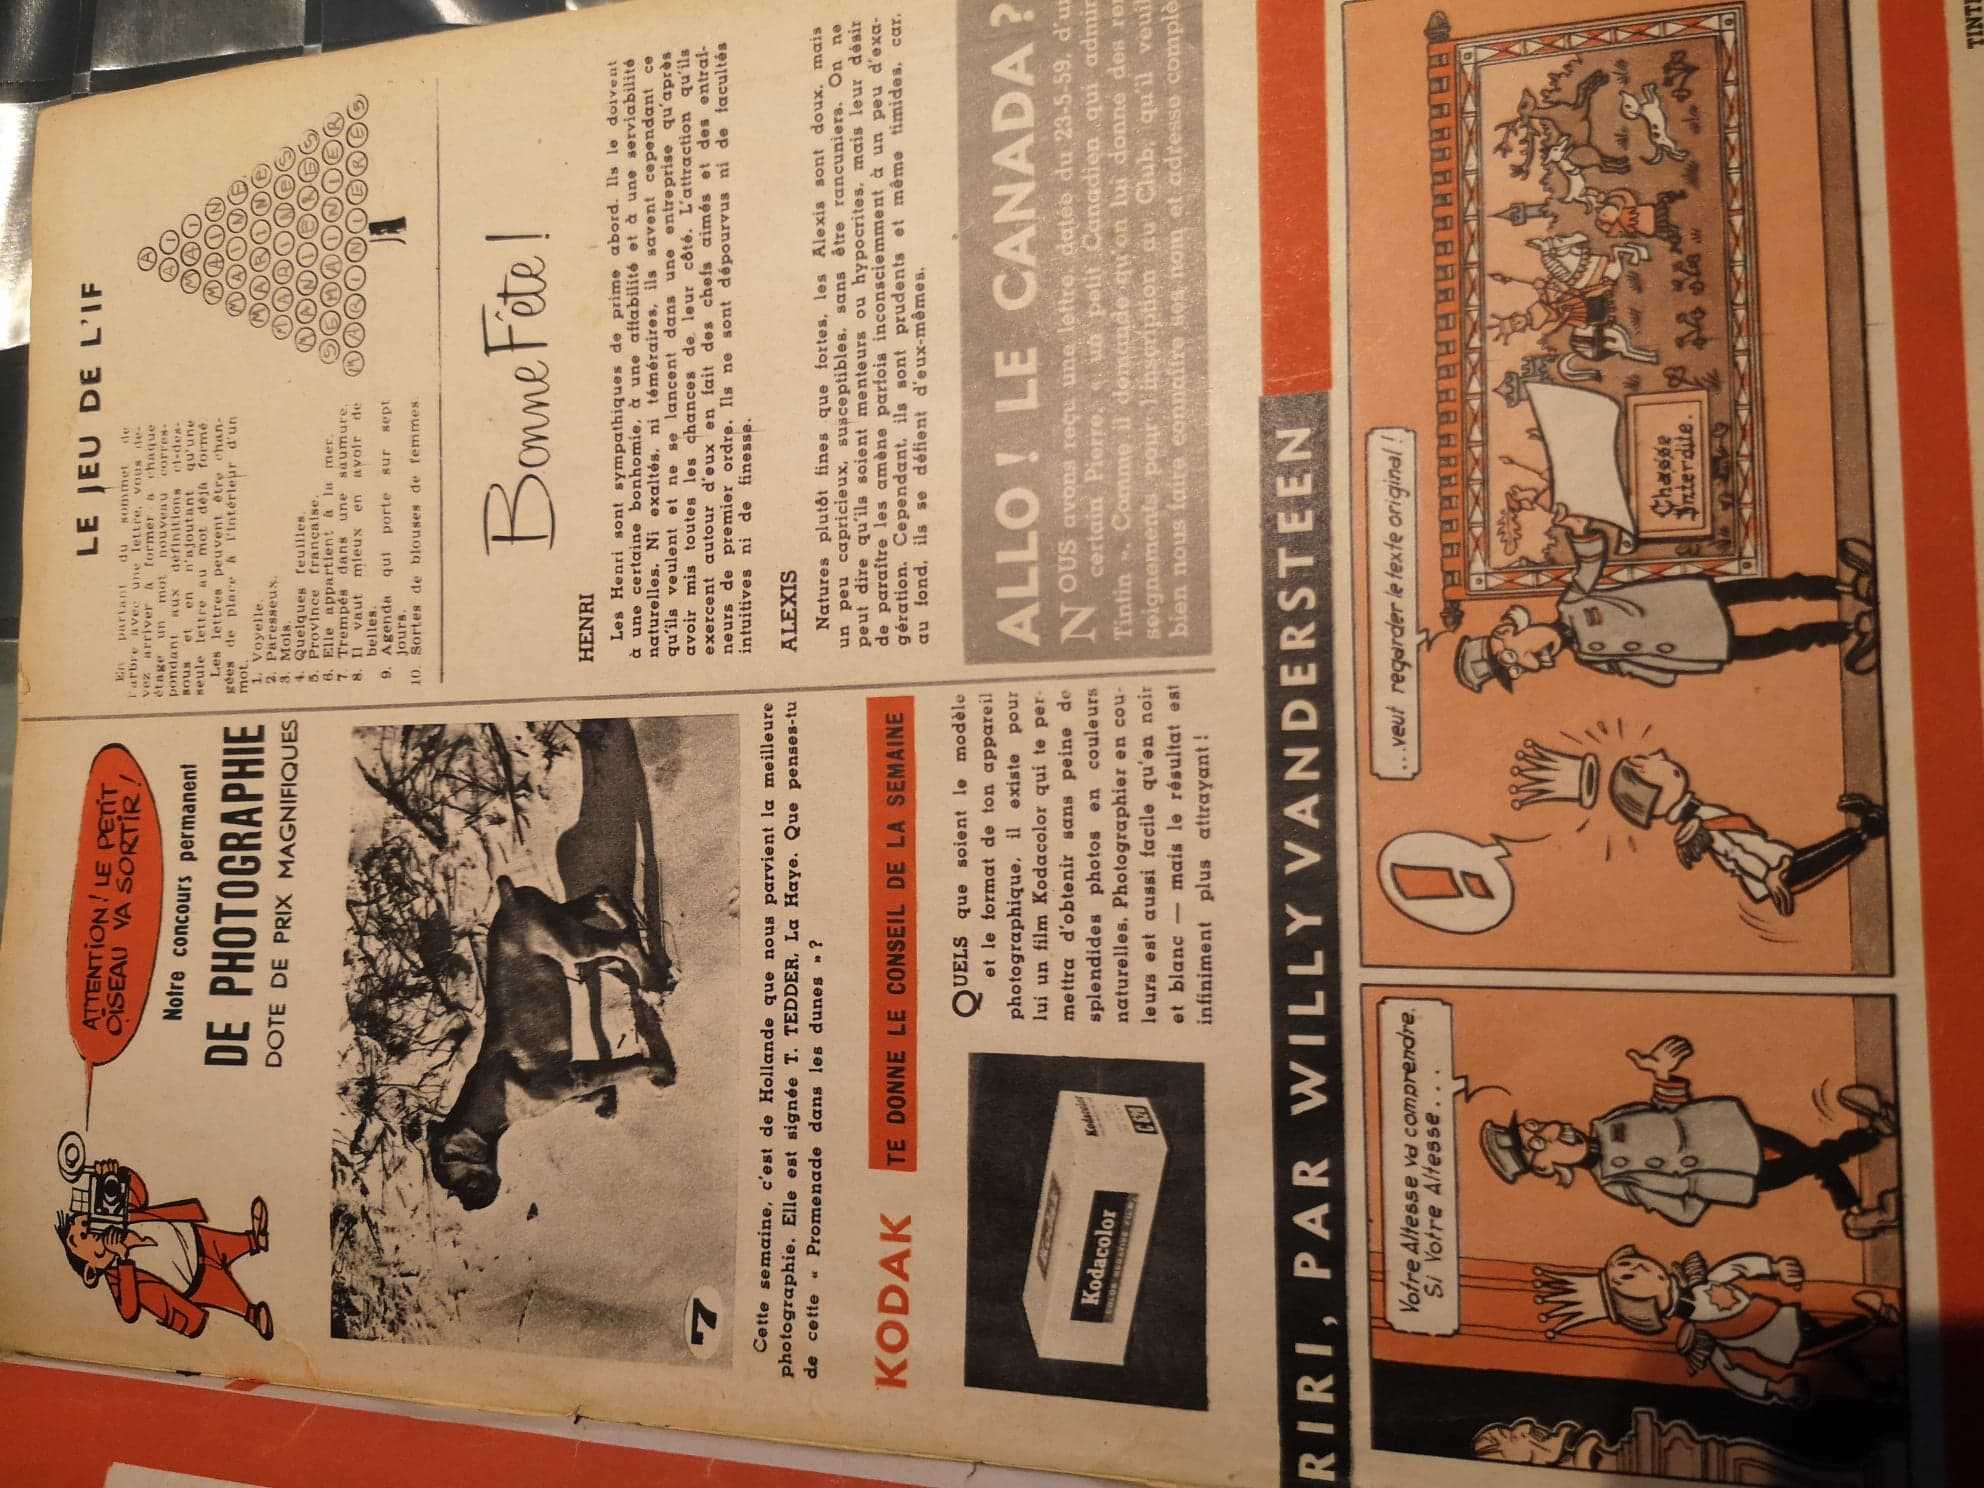 ATTENTION! LE PETIT
OISEAU VA SORTIR!
Notre concours permanent
DE PHOTOGRAPHIE
DOTE DE PRIX MAGNIFIQUES
7
Cette semaine, c'est de Hollande que nous parvient la meilleure
photographie. Elle est signée T. TEDDER, La Haye. Que penses-tu
de cette « Promenade dans les dunes » ?
KODAK TE DONNE LE CONSEIL DE LA SEMAINE
Kodacolor
Kodacolor
QUELS que soient le modèle
et le format de ton appareil
photographique, il existe pour
lui un film Kodacolor qui te per-
mettra d'obtenir sans peine de
splendides photos en couleurs
naturelles. Photographier en cou-
leurs est aussi facile qu'en noir
et blanc — mais le résultat est
infiniment plus attrayant !
LE JEU DE L'IF
En partant du sommet de
l'arbre avec une lettre, vous de-
vez arriver à former à chaque
étage un mot nouveau corres-
pondant aux définitions ci-des-
sous et en n'ajoutant qu'une
seule lettre au mot déjà formé.
Les lettres peuvent être chan-
gées de place à l'intérieur d'un
mot.
1. Voyelle.
2. Paresseux.
3. Mois.
4. Quelques feuilles.
5. Province française.
6. Elle appartient à la mer.
7. Trempés dans une saumure.
8. Il vaut mieux en avoir de
belles.
9. Agenda qui porte sur sept
jours.
10. Sortes de blouses de femmes.
A
AI
MAI
MAIN
MAINE
MARINE
MARINES
MANIERES
SEMAINIER
MARINIERES
Bonne Fête!
HENRI
Les Henri sont sympathiques de prime abord. Ils le doivent
à une certaine bonhomie, à une affabilité et à une serviabilité
naturelles. Ni exaltés, ni téméraires, ils savent cependant ce
qu'ils veulent et ne se lancent dans une entreprise qu'après
avoir mis toutes les chances de leur côté. L'attraction qu'ils
exercent autour d'eux en fait des chefs aimés et des entraî-
neurs de premier ordre. Ils ne sont dépourvus ni de facultés
intuitives ni de finesse.
ALEXIS
Natures plutôt fines que fortes, les Alexis sont doux, mais
un peu capricieux, susceptibles, sans être rancuniers. On ne
peut dire qu'ils soient menteurs ou hypocrites, mais leur désir
de paraître les amène parfois inconsciemment à un peu d'exa-
gération. Cependant, ils sont prudents et même timides, car,
au fond, ils se défient d'eux-mêmes.
ALLO ! LE CANADA ?
NOUS avons reçu une lettre, datée du 23-5-59, d'un
certain Pierre, un petit Canadien qui admire
Tintin. Comme il demande qu'on lui donne des ren-
seignements pour l'inscription au Club, qu'il veuille
bien nous faire connaître ses nom et adresse complè
RIRI, PAR WILLY VANDERSTEEN
Votre Altesse va comprendre.
Si Votre Altesse...
!
...veut regarder le texte original!
Chasse
Interdite.
TINTI